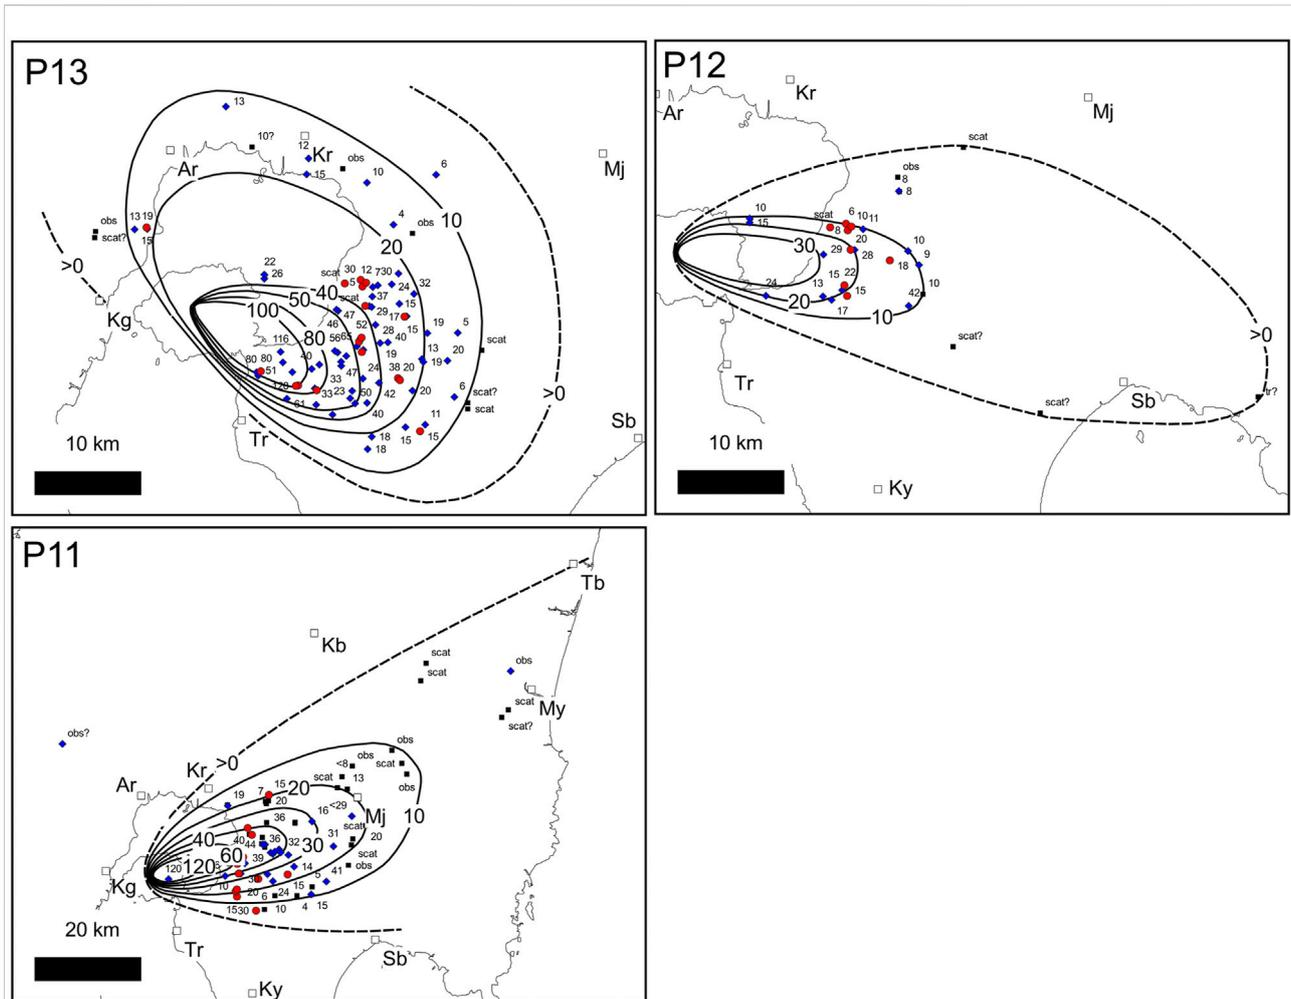 P13
13
10?
12
Kr
obs
Ar
15
10
6
Mj
obs
scat?
13 19
15
4
obs
10
20
>0
22
26
scat 30 12 730
5
24 32
Kg
50 40
scat
37
100
47
29
17 15
46
52
28
19 5
116
80
56 65
40
scat
80 80
40
19
13
19 20
51
47
24
38 20
>0
120
33
33 23 50 42
20
6 scat?
scat
61
40
11
Tr
18 15 15
18
Sb
10 km
P12
Kr
Ar
Mj
scat
obs
8
8
10
15
scat 6 10 11
8
20
10
30
29
28
9
18
24
13
15 22
15
42 10
20
17
10
scat?
>0
Tr
scat?
Sb
tr?
10 km
Ky
P11
Tb
Kb
scat
scat
obs
scat
My
scat?
obs?
obs
Kr >0
<8 obs
scat
Ar
scat 13
obs
15
7
20
20
19
16 <29
Mj
10
36
scat
20
40
40
44
36 32
30
31
scat
60
39
120
120
obs
14
Kg
30
5 41
10
20
6 24 15
15 30
10 4 15
20 km
Tr
Sb
Ky